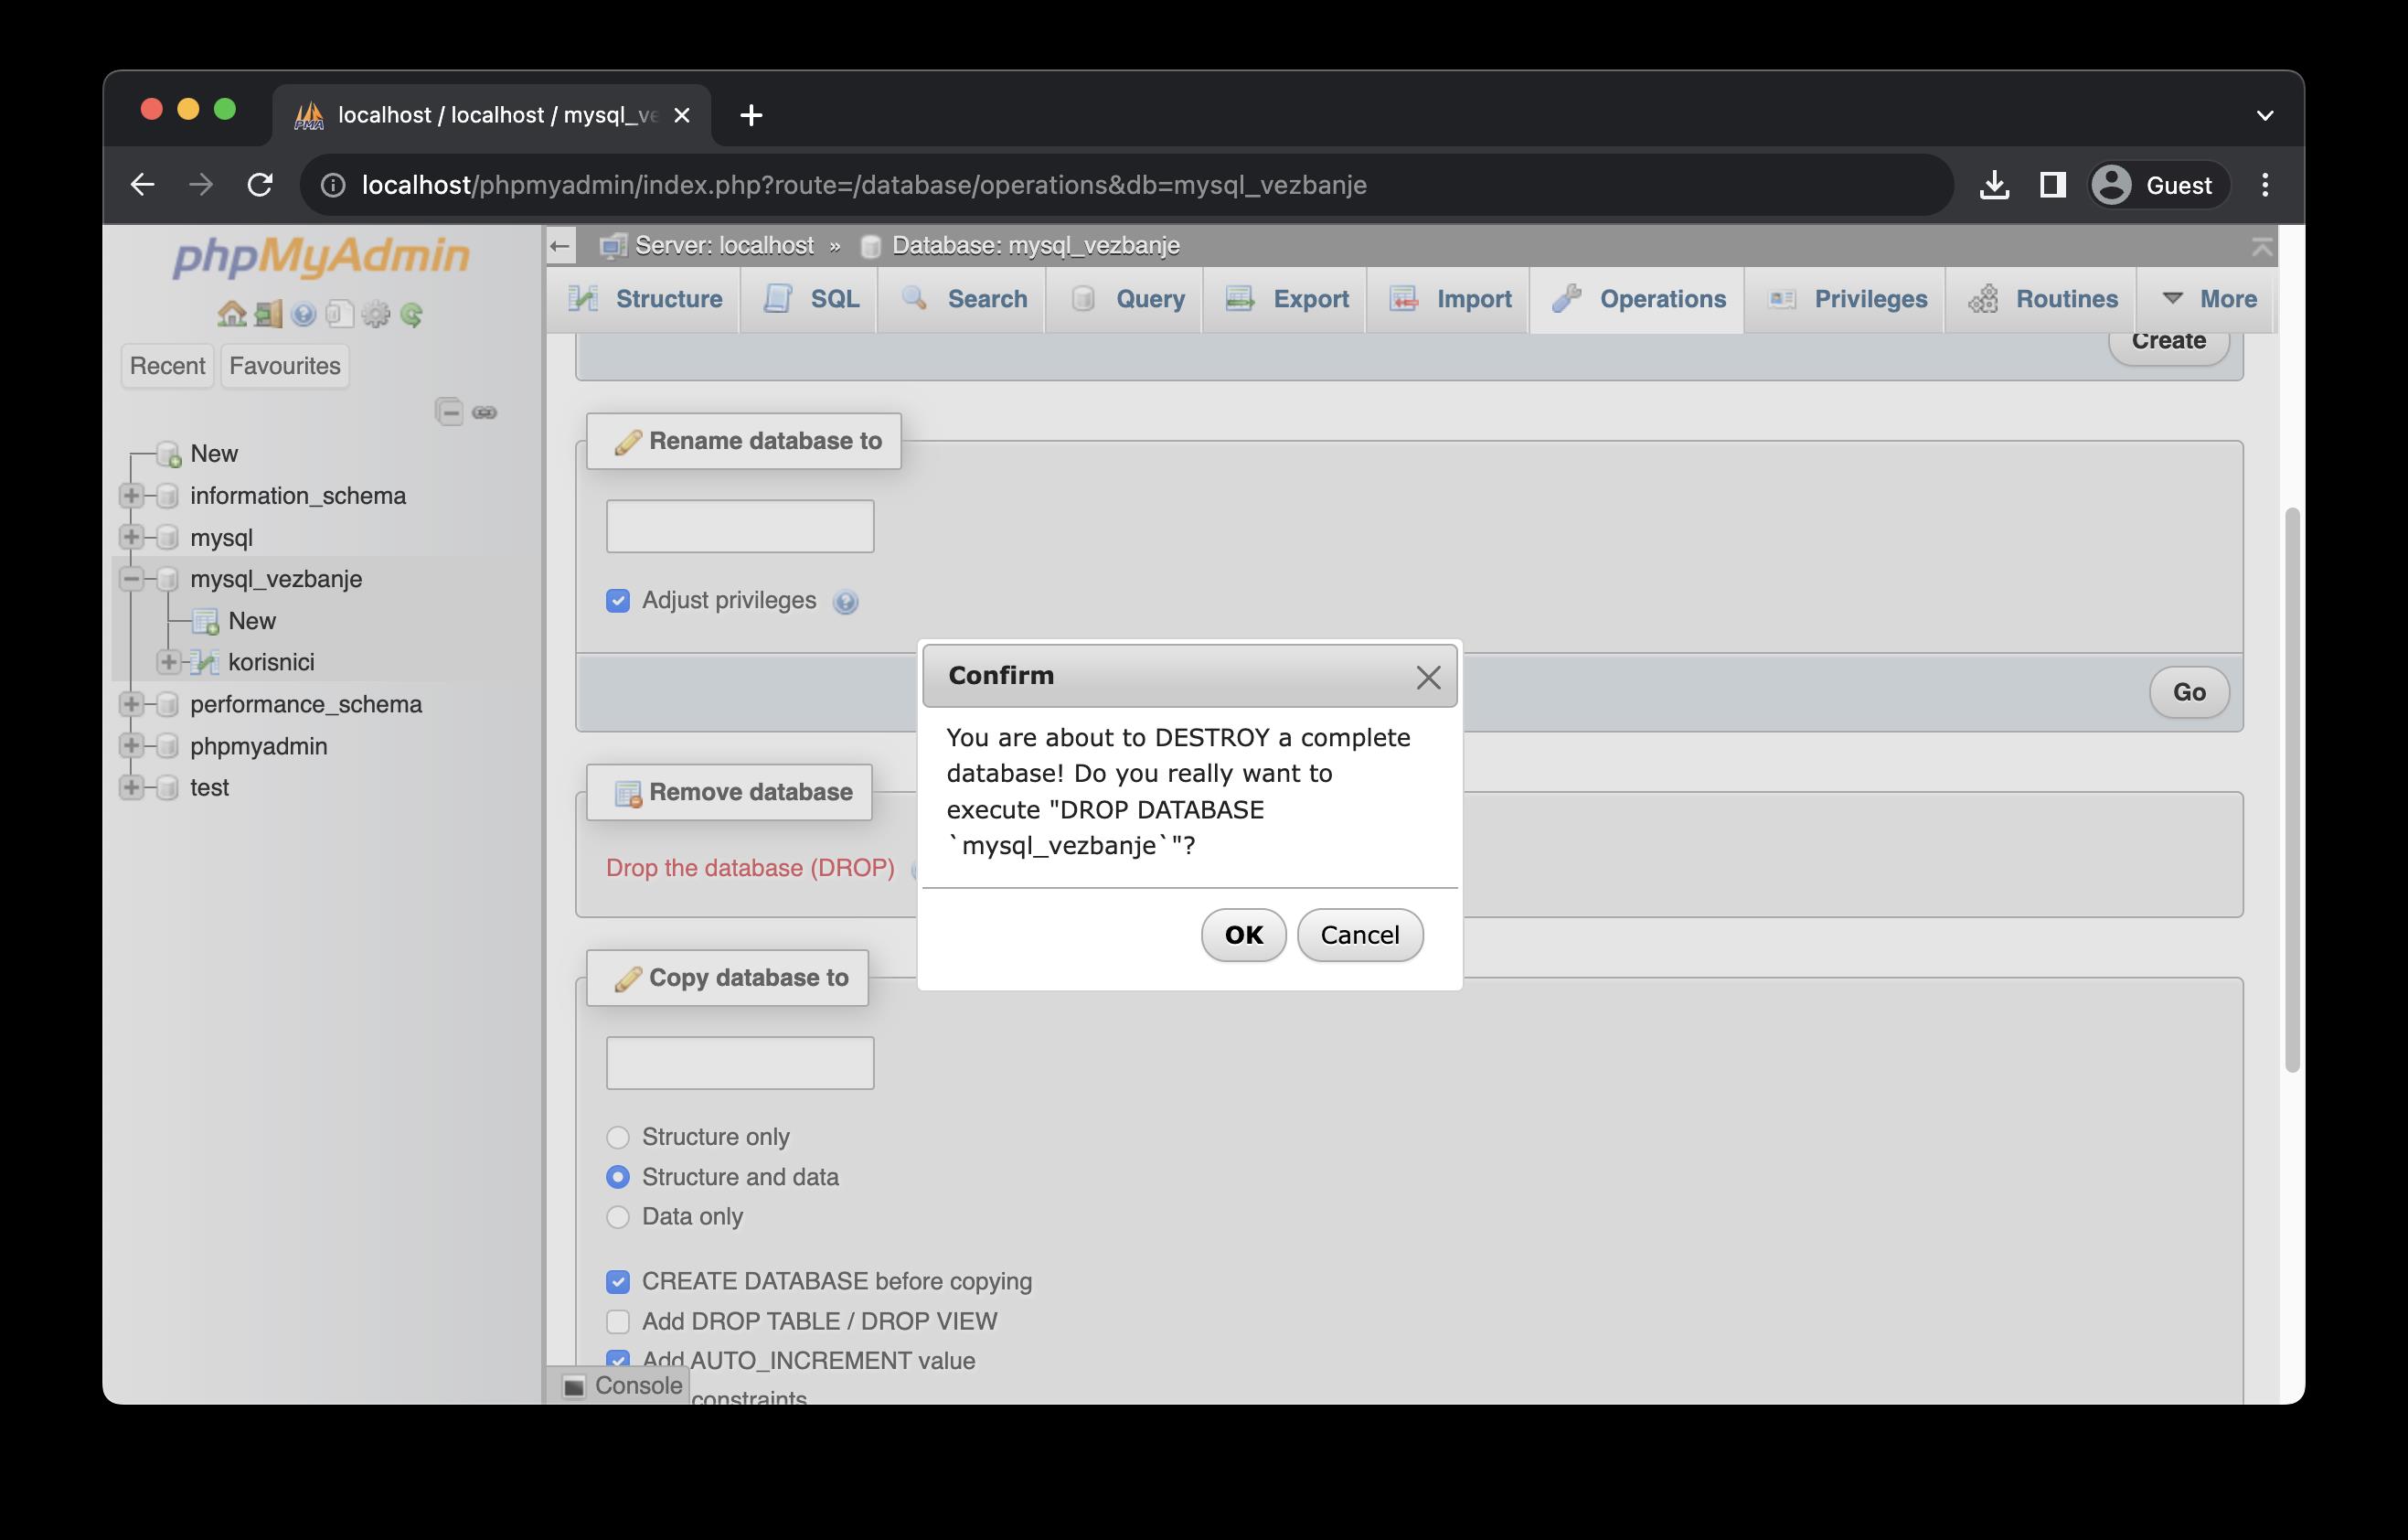 localhost / localhost / mysql_ve
localhost/phpmyadmin/index.php?route=/database/operations&db=mysql_vezbanje
Guest
phpMyAdmin
Recent
Favourites
New
information_schema
mysql
mysql_vezbanje
New
korisnici
performance_schema
phpmyadmin
test
Server: localhost » Database: mysql_vezbanje
Structure
SQL
Search
Query
Export
Import
Operations
Privileges
Routines
More
Create
Rename database to
Adjust privileges
Go
Remove database
Drop the database (DROP)
Confirm
You are about to DESTROY a complete
database! Do you really want to
execute "DROP DATABASE
`mysql_vezbanje`"?
OK
Cancel
Copy database to
Structure only
Structure and data
Data only
CREATE DATABASE before copying
Add DROP TABLE / DROP VIEW
Add AUTO_INCREMENT value
constraints
Console